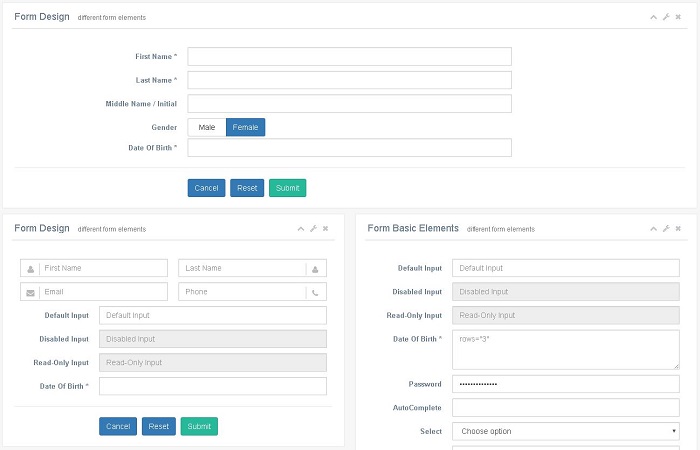 Form Design different form elements
First Name *
Last Name *
Middle Name / Initial
Gender Male Female
Date Of Birth *
Cancel Reset Submit
Form Design different form elements
First Name Last Name
Email Phone
Default Input Default Input
Disabled Input Disabled Input
Read-Only Input Read-Only Input
Date Of Birth *
Cancel Reset Submit
Form Basic Elements different form elements
Default Input Default Input
Disabled Input Disabled Input
Read-Only Input Read-Only Input
Date Of Birth * rows="3"
Password ••••••••••••••
AutoComplete
Select Choose option